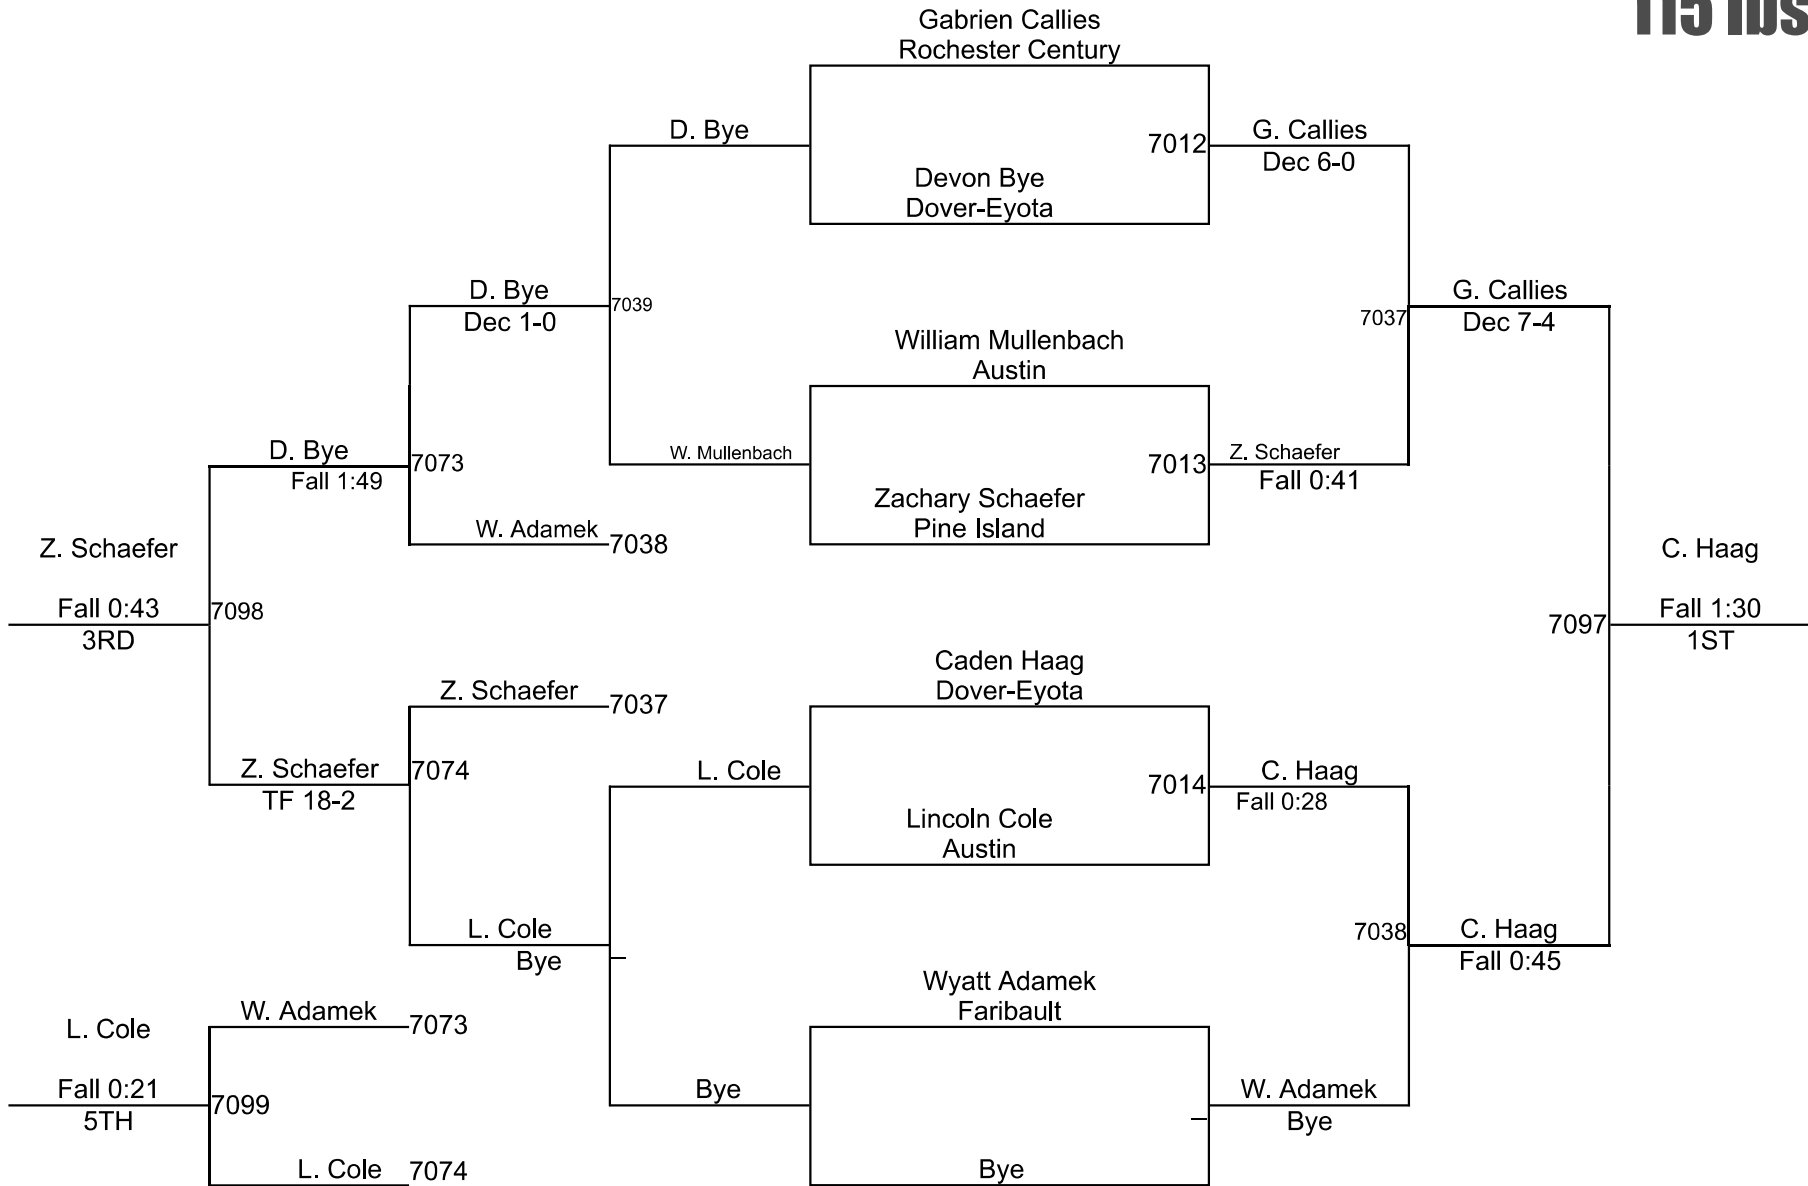 115 lbs
Gabrien Callies
Rochester Century
D. Bye
7012
G. Callies
Dec 6-0
Devon Bye
Dover-Eyota
D. Bye
Dec 1-0
7039
G. Callies
Dec 7-4
7037
William Mullenbach
Austin
D. Bye
Fall 1:49
7073
W. Mullenbach
7013
Z. Schaefer
Fall 0:41
Zachary Schaefer
Pine Island
W. Adamek
7038
Z. Schaefer
Fall 0:43
3RD
7098
C. Haag
Fall 1:30
1ST
7097
Caden Haag
Dover-Eyota
Z. Schaefer
7037
Z. Schaefer
TF 18-2
7074
L. Cole
7014
C. Haag
Fall 0:28
Lincoln Cole
Austin
L. Cole
Bye
7038
C. Haag
Fall 0:45
Wyatt Adamek
Faribault
W. Adamek
7073
L. Cole
Fall 0:21
5TH
7099
Bye
W. Adamek
Bye
L. Cole
7074
Bye